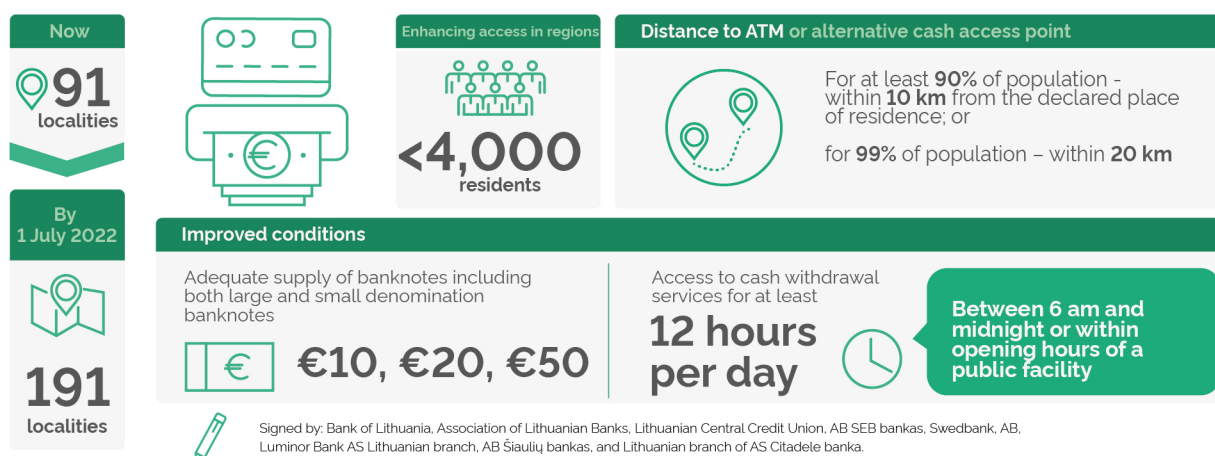 Now
91
localities
By
1 July 2022
191
localities
€
Enhancing access in regions
<4,000
residents
Distance to ATM or alternative cash access point
For at least 90% of population -
within 10 km from the declared place
of residence; or
for 99% of population – within 20 km
Improved conditions
Adequate supply of banknotes including
both large and small denomination
banknotes
€
€10, €20, €50
Access to cash withdrawal
services for at least
12 hours
per day
Between 6 am and
midnight or within
opening hours of a
public facility
Signed by: Bank of Lithuania, Association of Lithuanian Banks, Lithuanian Central Credit Union, AB SEB bankas, Swedbank, AB,
Luminor Bank AS Lithuanian branch, AB Šiaulių bankas, and Lithuanian branch of AS Citadele banka.